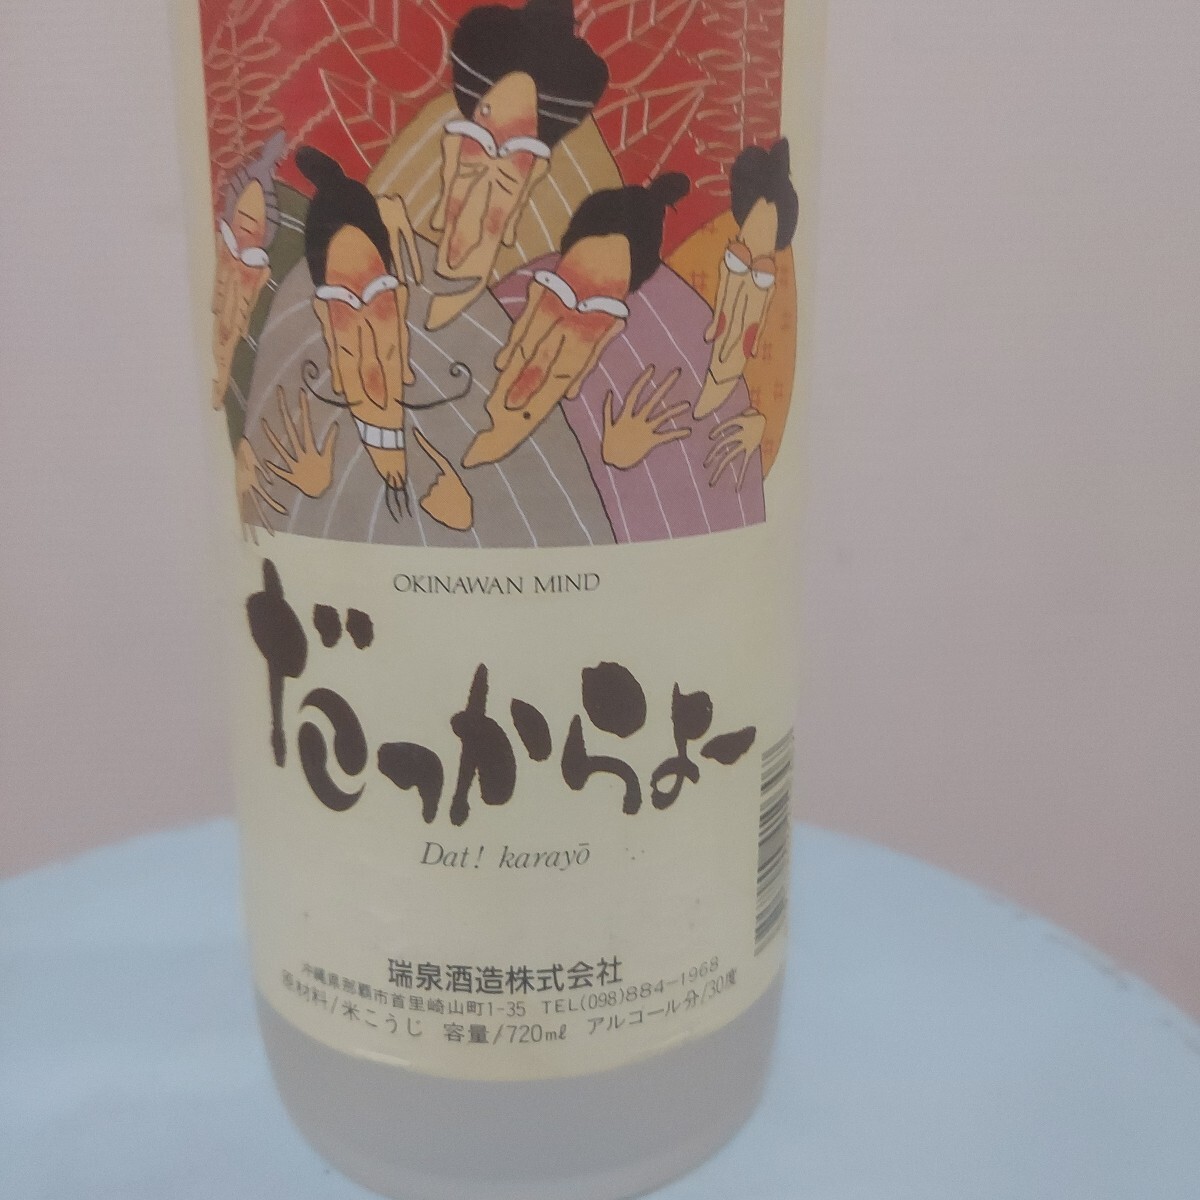 OKINAWAN MIND
だっからよー
Dat! karayō
瑞泉酒造株式会社
沖縄県那覇市首里崎山町1-35 TEL(098)884-1968
原材料/米こうじ 容量/720mℓ アルコール分/30度